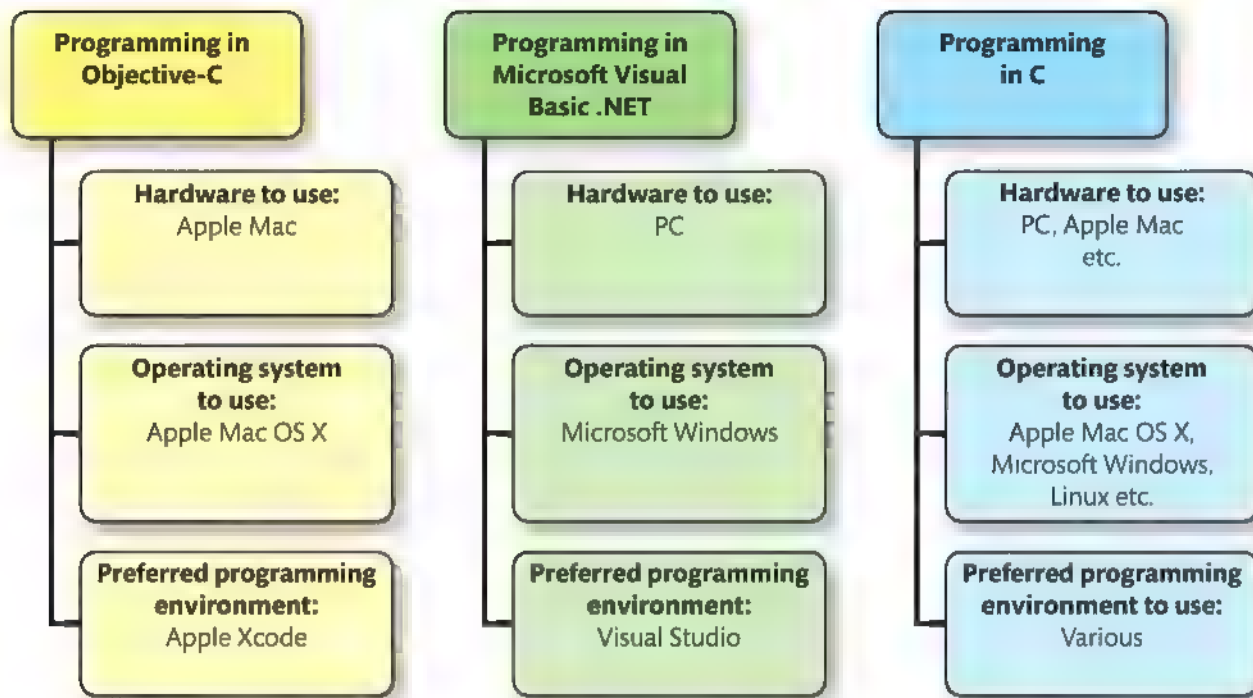 Programming in
Objective-C
Hardware to use:
Apple Mac
Operating system
to use:
Apple Mac OS X
Preferred programming
environment:
Apple Xcode
Programming in
Microsoft Visual
Basic .NET
Hardware to use:
PC
Operating system
to use:
Microsoft Windows
Preferred programming
environment:
Visual Studio
Programming
in C
Hardware to use:
PC, Apple Mac
etc.
Operating system
to use:
Apple Mac OS X,
Microsoft Windows,
Linux etc.
Preferred programming
environment to use:
Various